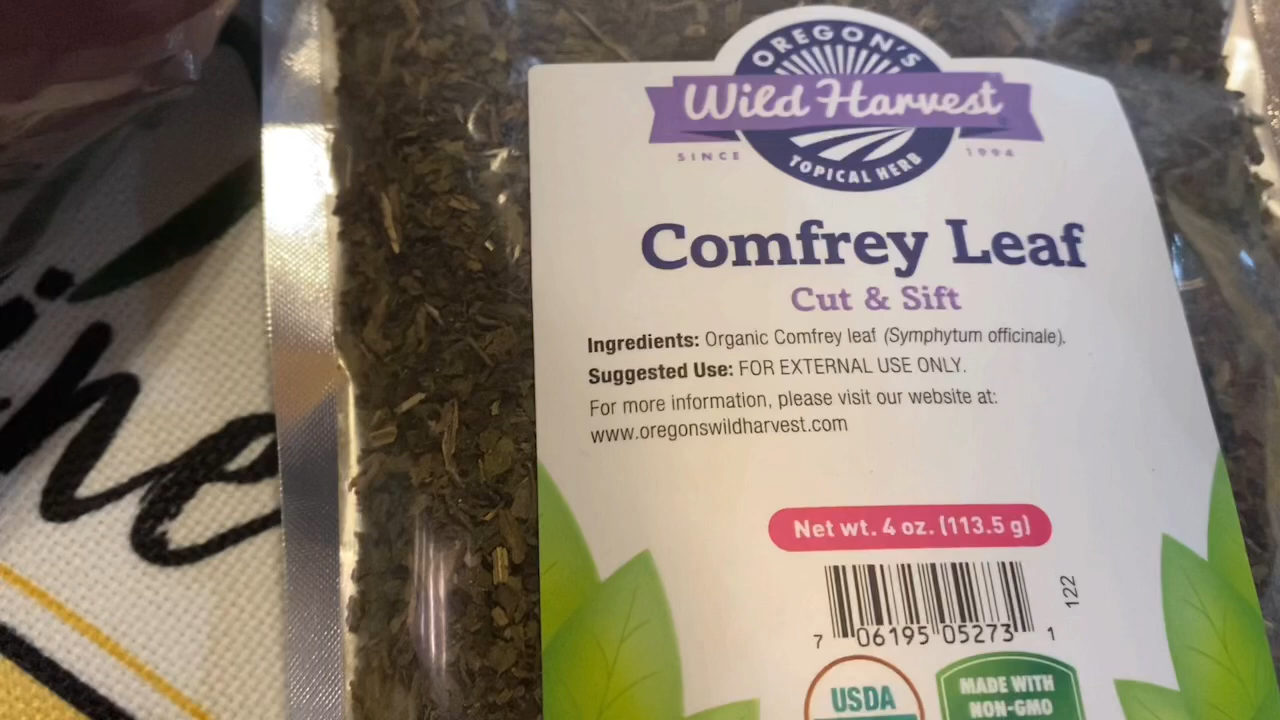 OREGON'S
Wild Harvest
SINCE 1994
TOPICAL HERB
Comfrey Leaf
Cut & Sift
Ingredients: Organic Comfrey leaf (Symphytum officinale).
Suggested Use: FOR EXTERNAL USE ONLY.
For more information, please visit our website at:
www.oregonswildharvest.com
Net wt. 4 oz. (113.5 g)
122
7 06195 05273 1
USDA
MADE WITH
NON-GMO